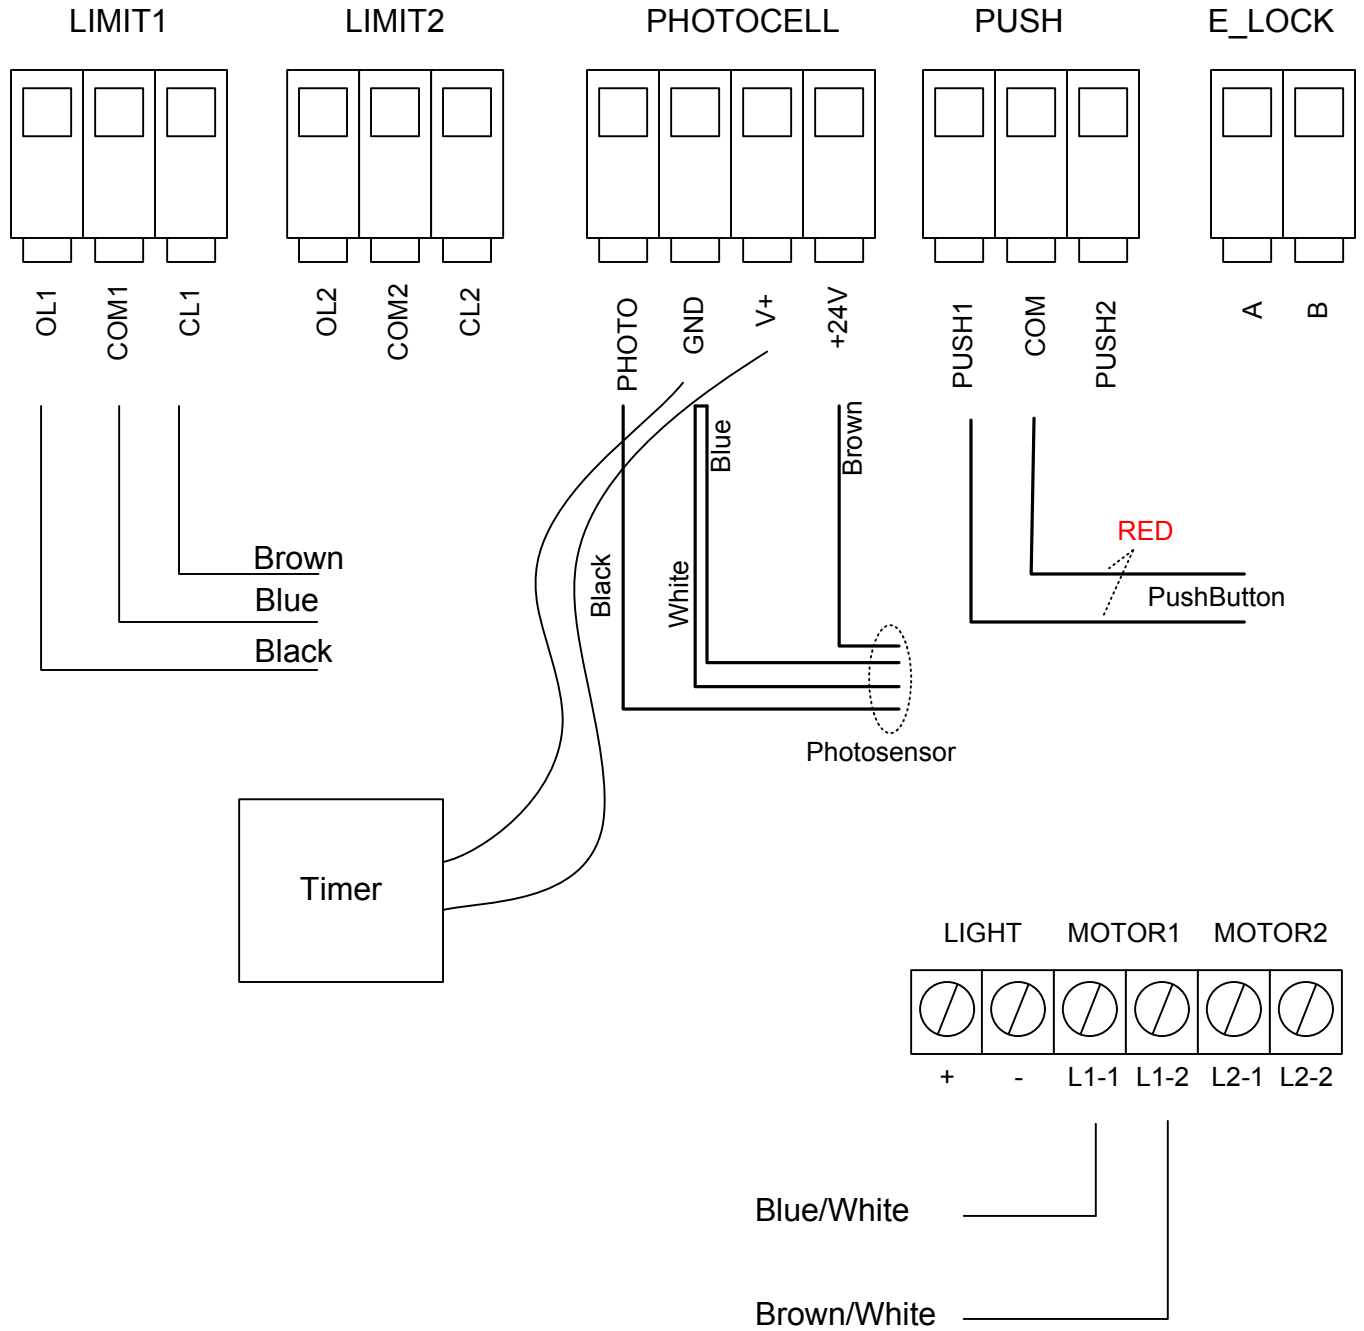 LIMIT1 LIMIT2 PHOTOCELL PUSH E_LOCK
OL1 COM1 CL1 OL2 COM2 CL2 PHOTO GND V+ +24V PUSH1 COM PUSH2 A B
Blue Brown
RED
Brown
Black White
Blue PushButton
Black
Photosensor
Timer
LIGHT MOTOR1 MOTOR2
+ - L1-1 L1-2 L2-1 L2-2
Blue/White
Brown/White